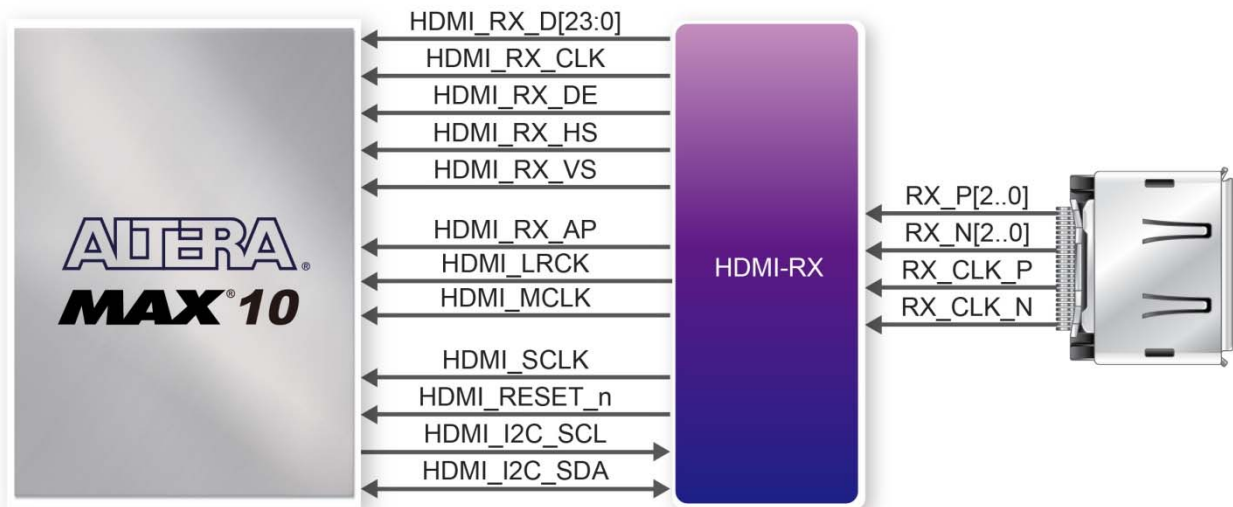 HDMI_RX_D[23:0]
HDMI_RX_CLK
HDMI_RX_DE
HDMI_RX_HS
HDMI_RX_VS
HDMI_RX_AP
HDMI_LRCK
HDMI_MCLK
HDMI_SCLK
HDMI_RESET_n
HDMI_I2C_SCL
HDMI_I2C_SDA
ALTERA®
MAX®10
HDMI-RX
RX_P[2..0]
RX_N[2..0]
RX_CLK_P
RX_CLK_N